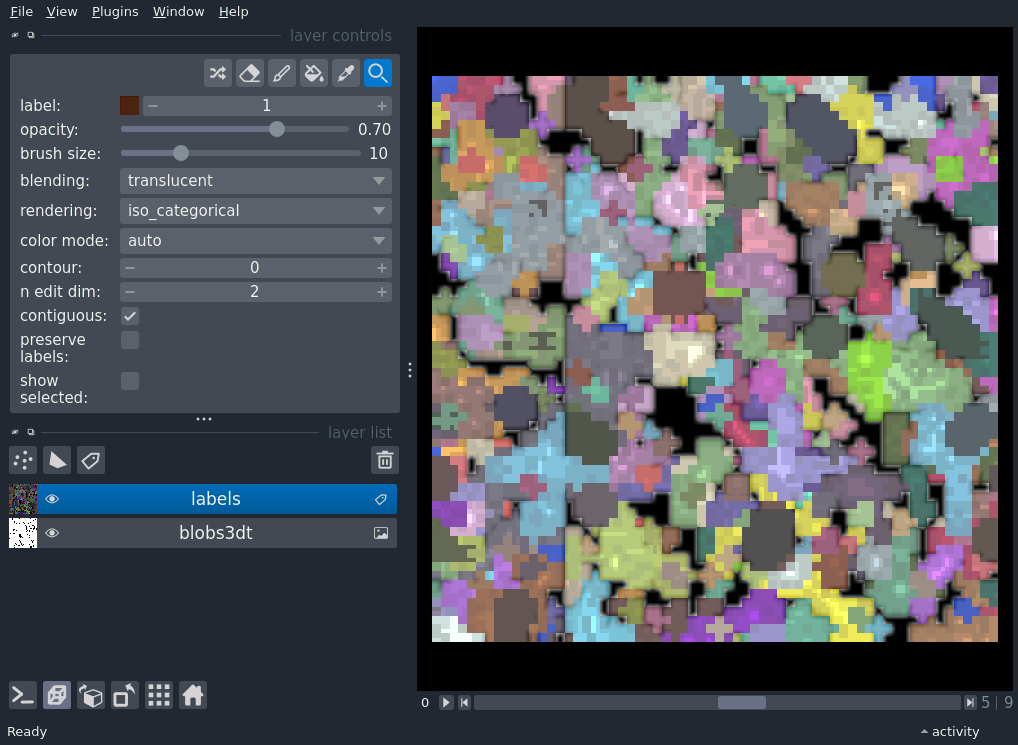 File View Plugins Window Help
layer controls
label: 1
opacity: 0.70
brush size: 10
blending: translucent
rendering: iso_categorical
color mode: auto
contour: 0
n edit dim: 2
contiguous:
preserve
labels:
show
selected:
layer list
labels
blobs3dt
0 5 | 9
Ready activity